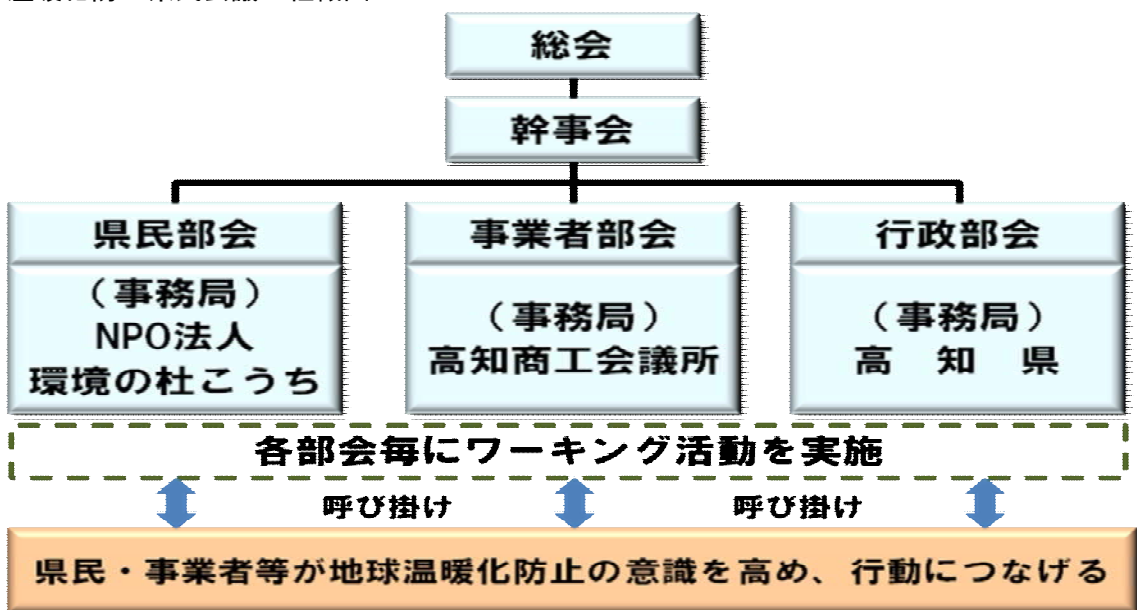 総会
幹事会
県民部会
(事務局)
NPO法人
環境の杜こうち
事業者部会
(事務局)
高知商工会議所
行政部会
(事務局)
高 知 県
各部会毎にワーキング活動を実施
呼び掛け
呼び掛け
県民・事業者等が地球温暖化防止の意識を高め、行動につなげる